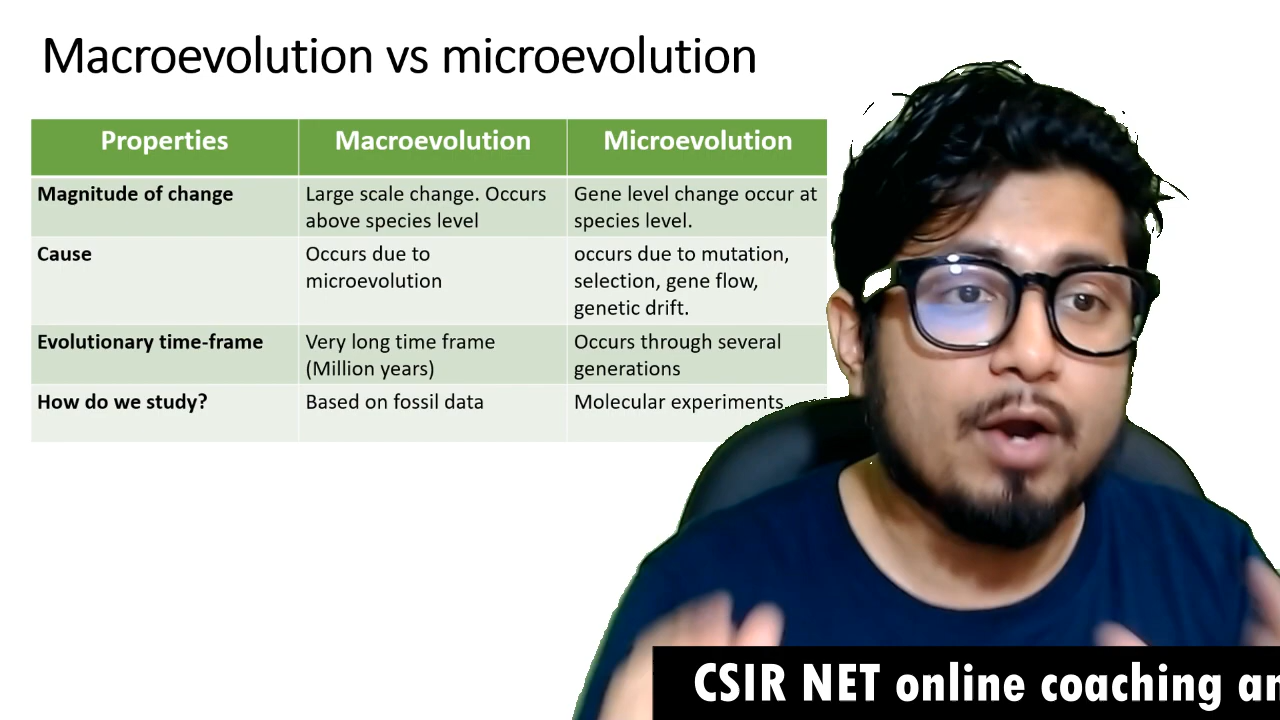 Macroevolution vs microevolution
Properties Macroevolution Microevolution
Magnitude of change Large scale change. Occurs Gene level change occur at
above species level species level.
Cause Occurs due to occurs due to mutation,
microevolution selection, gene flow,
genetic drift.
Evolutionary time-frame Very long time frame Occurs through several
(Million years) generations
How do we study? Based on fossil data Molecular experiments
CSIR NET online coaching